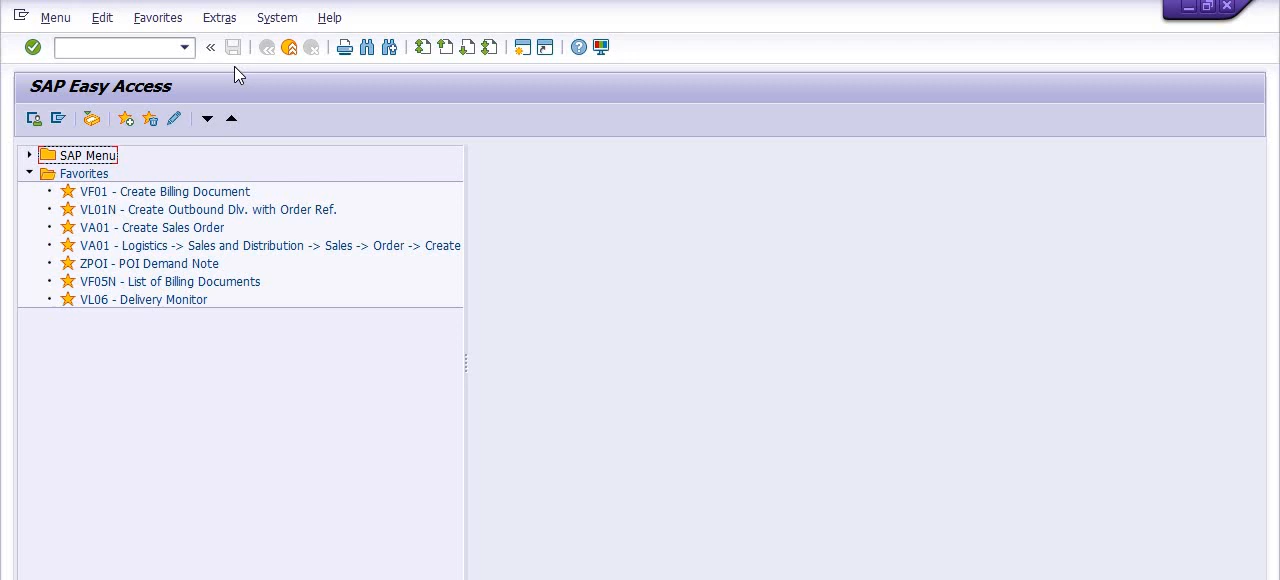 Menu Edit Favorites Extras System Help
SAP Easy Access
SAP Menu
Favorites
VF01 - Create Billing Document
VL01N - Create Outbound Dlv. with Order Ref.
VA01 - Create Sales Order
VA01 - Logistics -> Sales and Distribution -> Sales -> Order -> Create
ZPOI - POI Demand Note
VF05N - List of Billing Documents
VL06 - Delivery Monitor